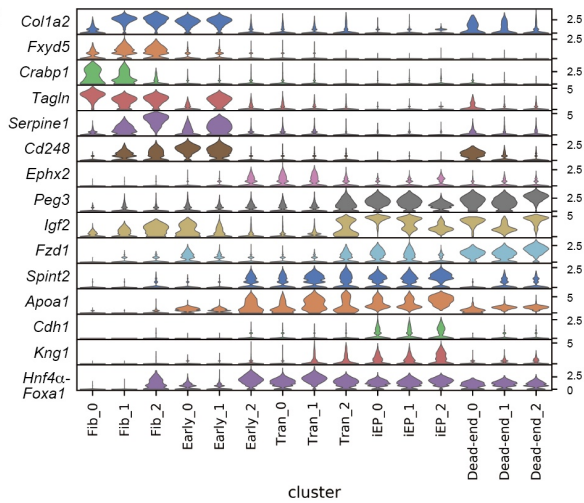 Col1a2 2.5
Fxyd5 2.5
Crabp1 2.5
Tagln 5
Serpine1 5
Cd248 2.5
Ephx2 2.5
Peg3 2.5
Igf2 5
Fzd1 2.5
Spint2 2.5
Apoa1 5
Cdh1 2.5
Kng1 5
Hnf4α-
Foxa1 2.5
0
Fib_0 Fib_1 Fib_2 Early_0 Early_1 Early_2 Tran_0 Tran_1 Tran_2 iEP_0 iEP_1 iEP_2 Dead-end_0 Dead-end_1 Dead-end_2
cluster